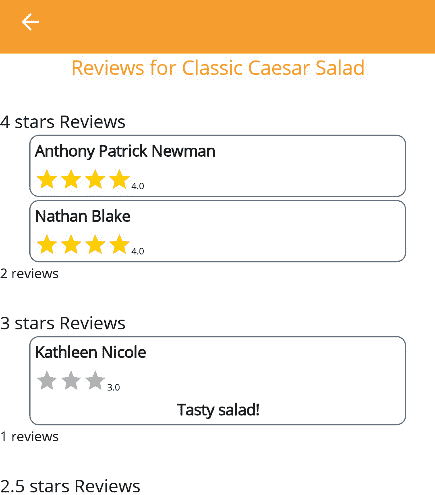 Reviews for Classic Caesar Salad
4 stars Reviews
Anthony Patrick Newman
4.0
Nathan Blake
4.0
2 reviews
3 stars Reviews
Kathleen Nicole
3.0
Tasty salad!
1 reviews
2.5 stars Reviews